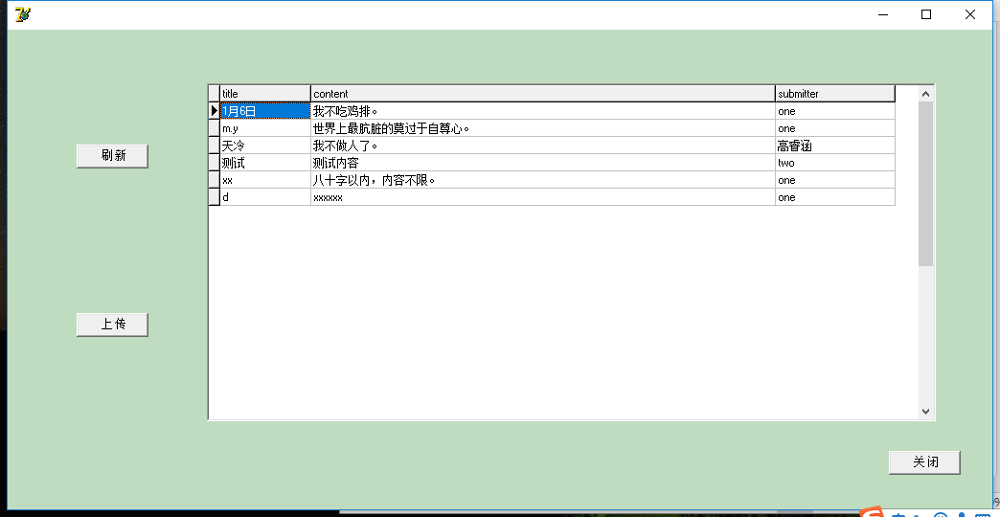 title content submitter
1月6日 我不吃鸡排。 one
m.y 世界上最肮脏的莫过于自尊心。 one
天冷 我不做人了。 高睿涵
测试 测试内容 two
xx 八十字以内，内容不限。 one
d xxxxxx one
刷新
上传
关闭